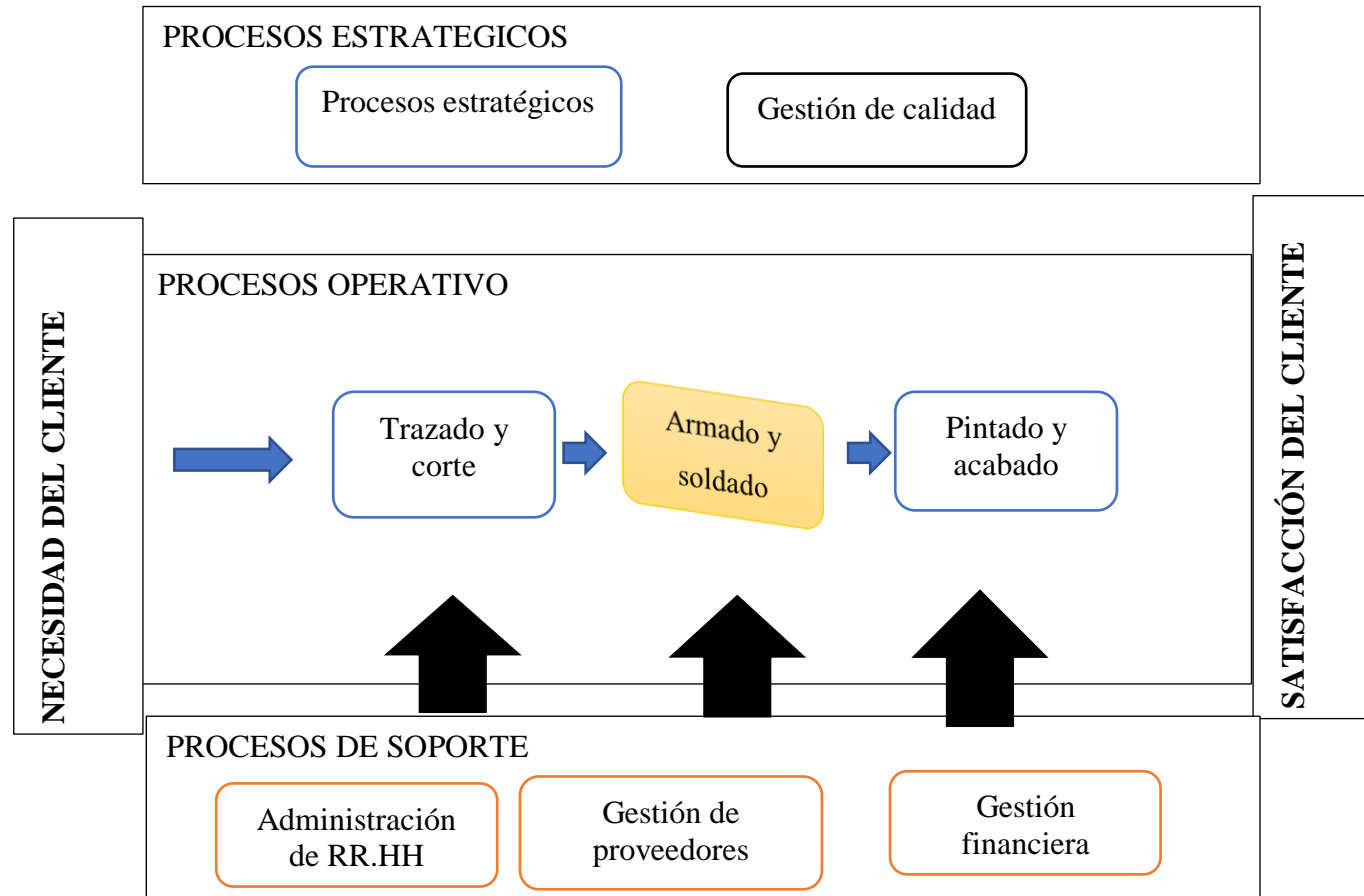 PROCESOS ESTRATEGICOS
Procesos estratégicos
Gestión de calidad
NECESIDAD DEL CLIENTE
PROCESOS OPERATIVO
Trazado y
corte
Armado y
soldado
Pintado y
acabado
SATISFACCIÓN DEL CLIENTE
PROCESOS DE SOPORTE
Administración
de RR.HH
Gestión de
proveedores
Gestión
financiera